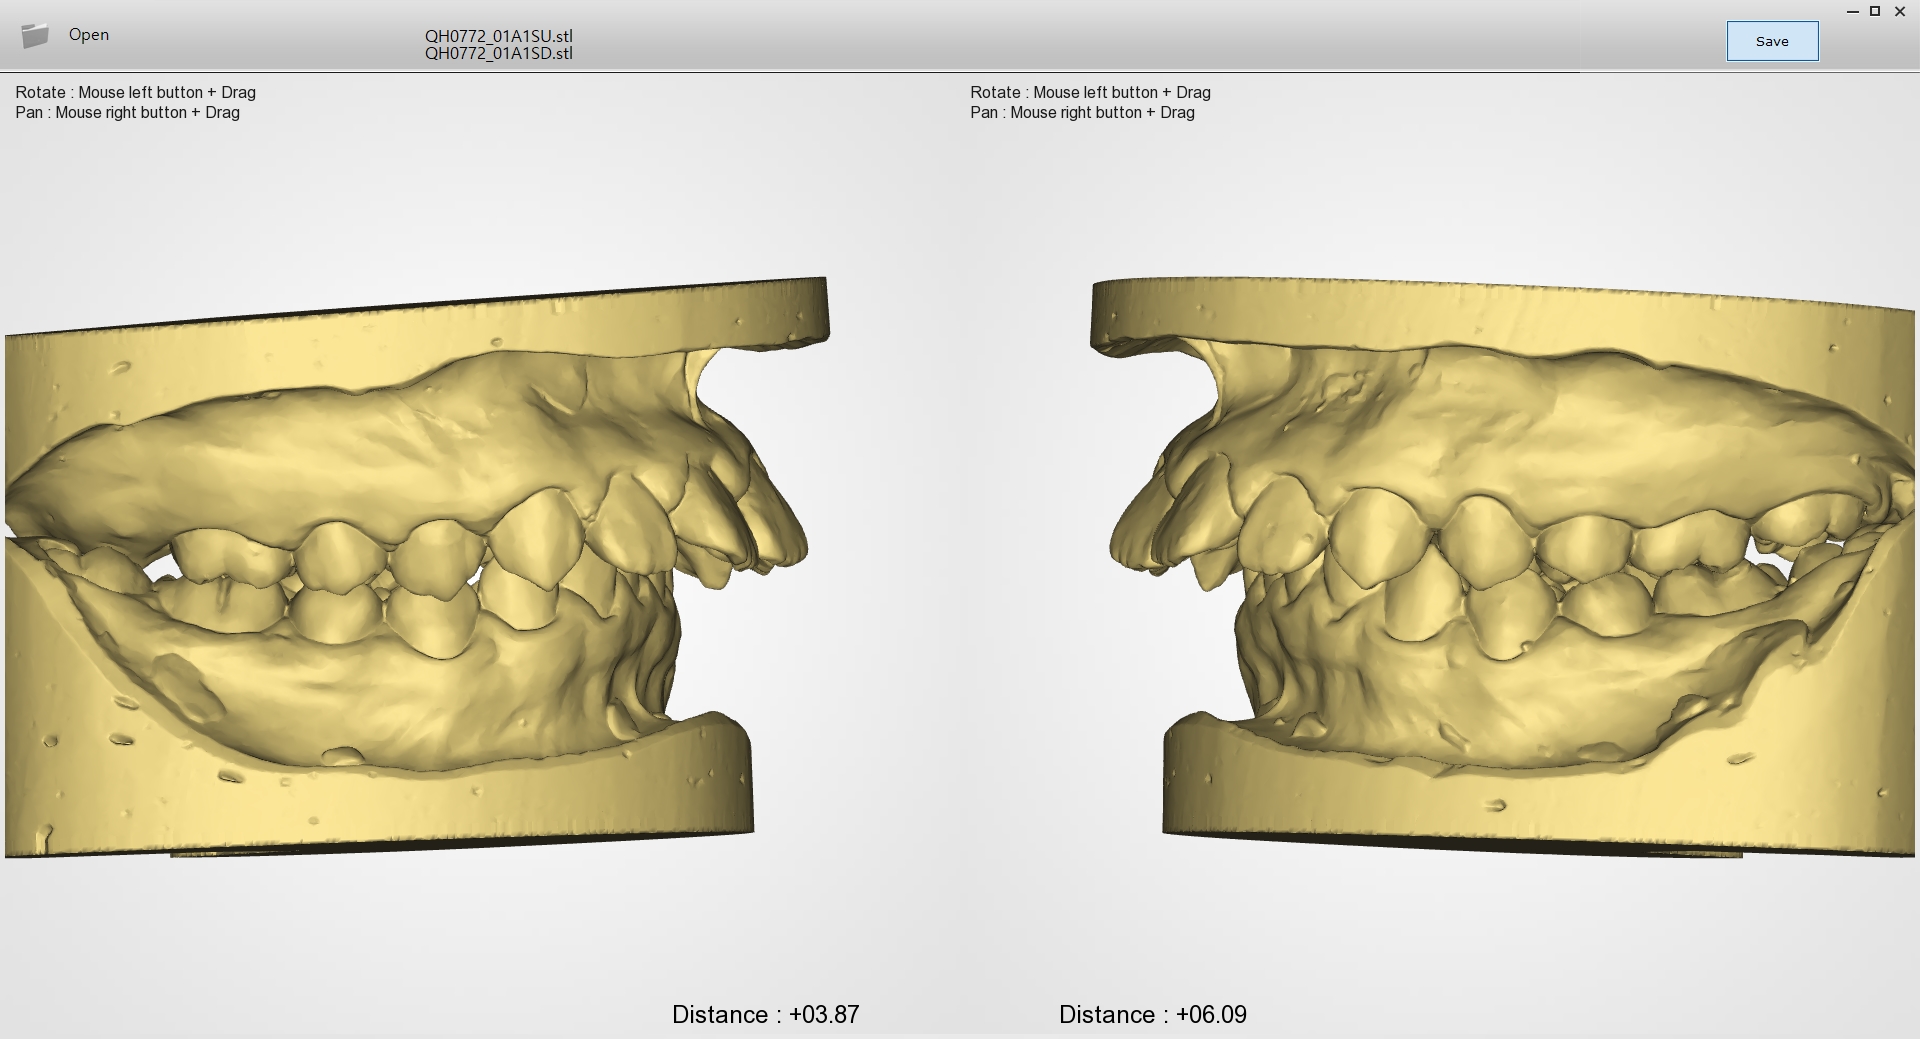 Open
QH0772_01A1SU.stl
QH0772_01A1SD.stl
Save
Rotate : Mouse left button + Drag
Pan : Mouse right button + Drag
Rotate : Mouse left button + Drag
Pan : Mouse right button + Drag
Distance : +03.87
Distance : +06.09